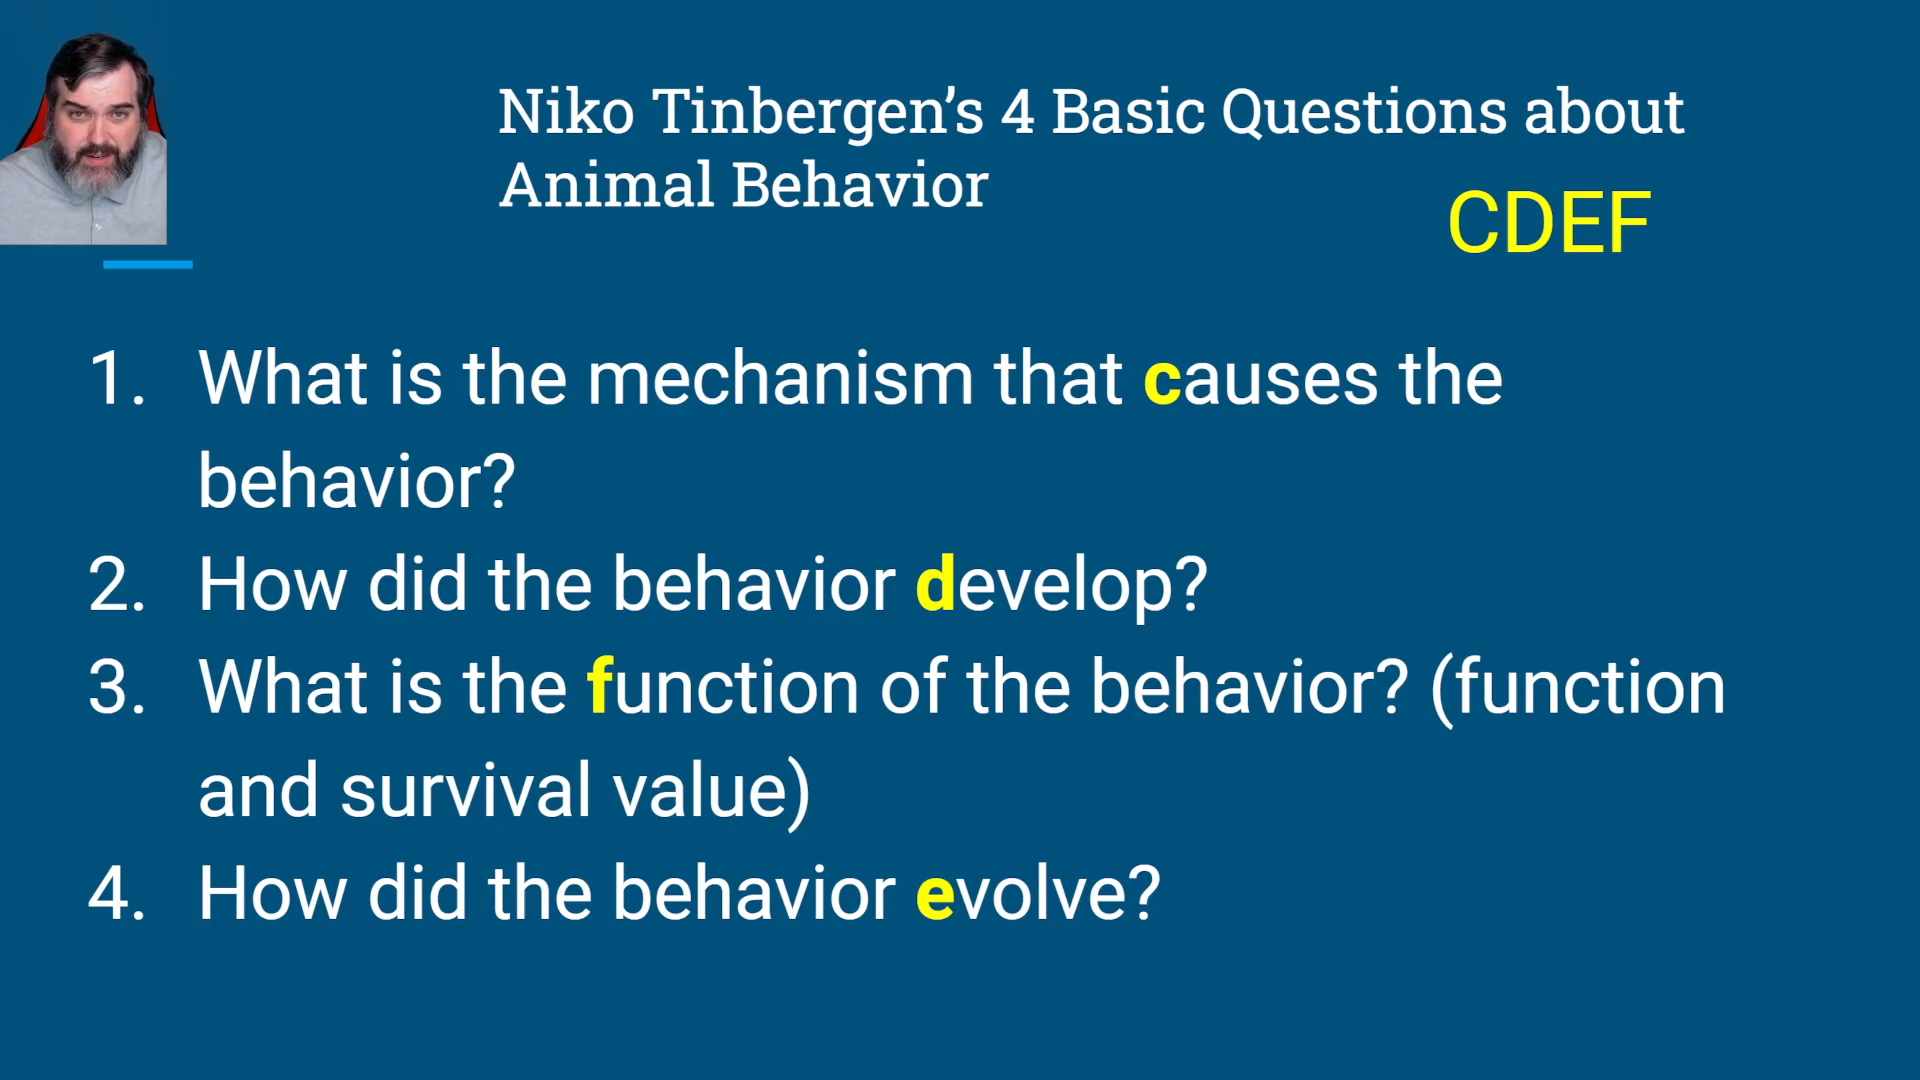 Niko Tinbergen’s 4 Basic Questions about
Animal Behavior
CDEF
1. What is the mechanism that causes the
behavior?
2. How did the behavior develop?
3. What is the function of the behavior? (function
and survival value)
4. How did the behavior evolve?